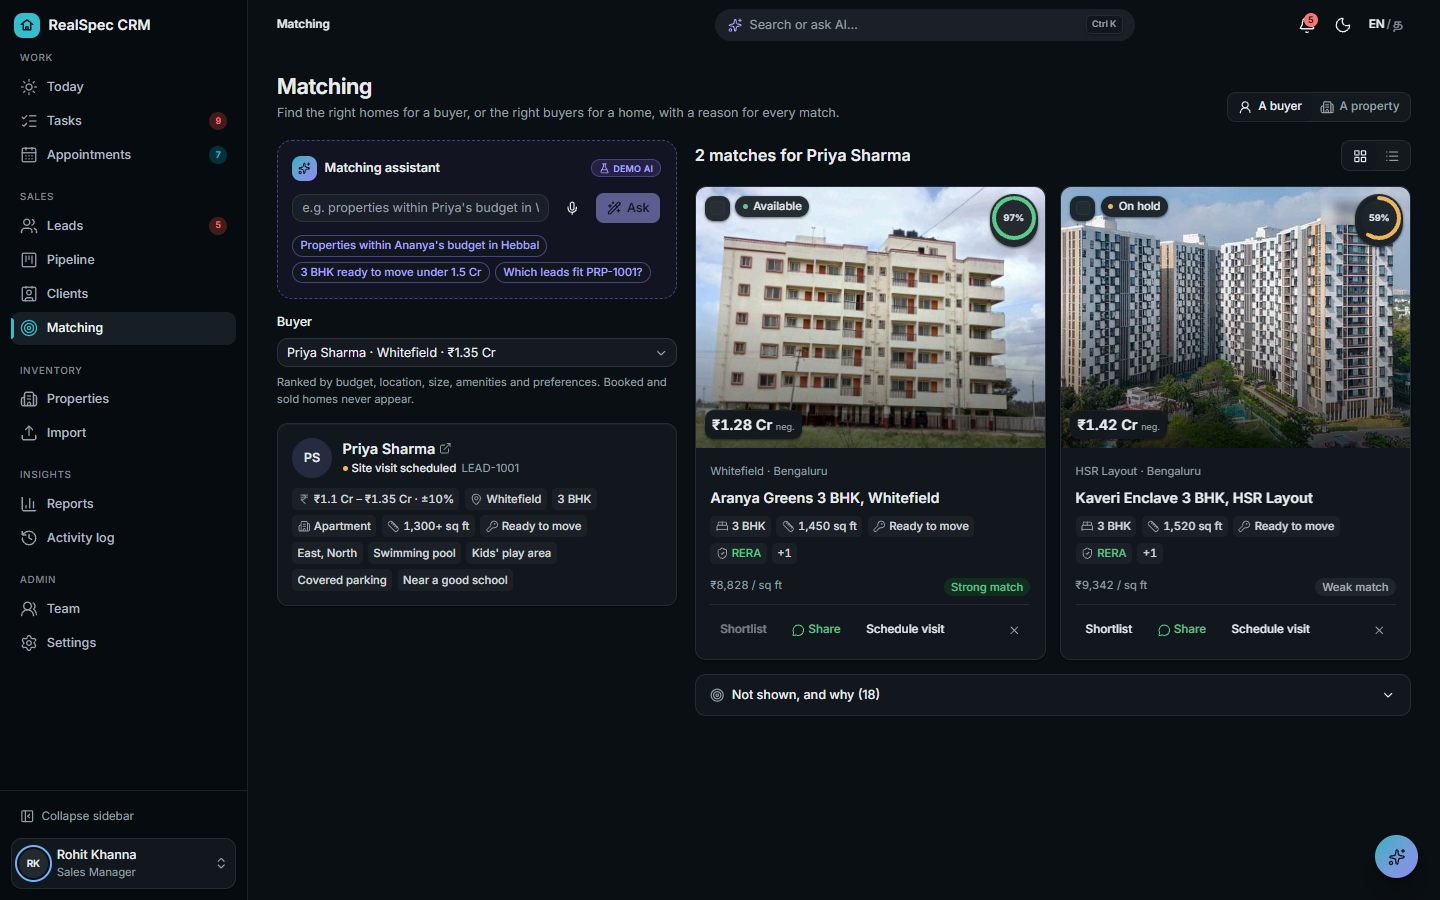 RealSpec CRM
WORK
Today
Tasks 9
Appointments 7
SALES
Leads 5
Pipeline
Clients
Matching
INVENTORY
Properties
Import
INSIGHTS
Reports
Activity log
ADMIN
Team
Settings
Collapse sidebar
RK
Rohit Khanna
Sales Manager
Matching
Search or ask AI... Ctrl K
5
EN / த
Matching
Find the right homes for a buyer, or the right buyers for a home, with a reason for every match.
A buyer A property
Matching assistant DEMO AI
e.g. properties within Priya's budget in
Ask
Properties within Ananya's budget in Hebbal
3 BHK ready to move under 1.5 Cr Which leads fit PRP-1001?
Buyer
Priya Sharma · Whitefield · ₹1.35 Cr
Ranked by budget, location, size, amenities and preferences. Booked and
sold homes never appear.
PS
Priya Sharma
Site visit scheduled LEAD-1001
₹1.1 Cr – ₹1.35 Cr · ±10% Whitefield 3 BHK
Apartment 1,300+ sq ft Ready to move
East, North Swimming pool Kids' play area
Covered parking Near a good school
2 matches for Priya Sharma
Available 97%
₹1.28 Cr neg.
Whitefield · Bengaluru
Aranya Greens 3 BHK, Whitefield
3 BHK 1,450 sq ft Ready to move
RERA +1
₹8,828 / sq ft Strong match
Shortlist Share Schedule visit
On hold 59%
₹1.42 Cr neg.
HSR Layout · Bengaluru
Kaveri Enclave 3 BHK, HSR Layout
3 BHK 1,520 sq ft Ready to move
RERA +1
₹9,342 / sq ft Weak match
Shortlist Share Schedule visit
Not shown, and why (18)